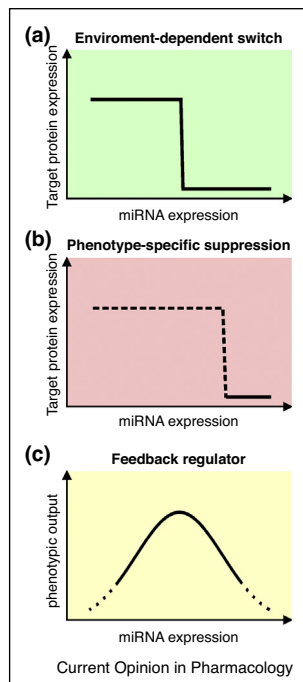 (a) Enviroment-dependent switch
Target protein expression
miRNA expression
(b) Phenotype-specific suppression
Target protein expression
miRNA expression
(c) Feedback regulator
phenotypic output
miRNA expression
Current Opinion in Pharmacology